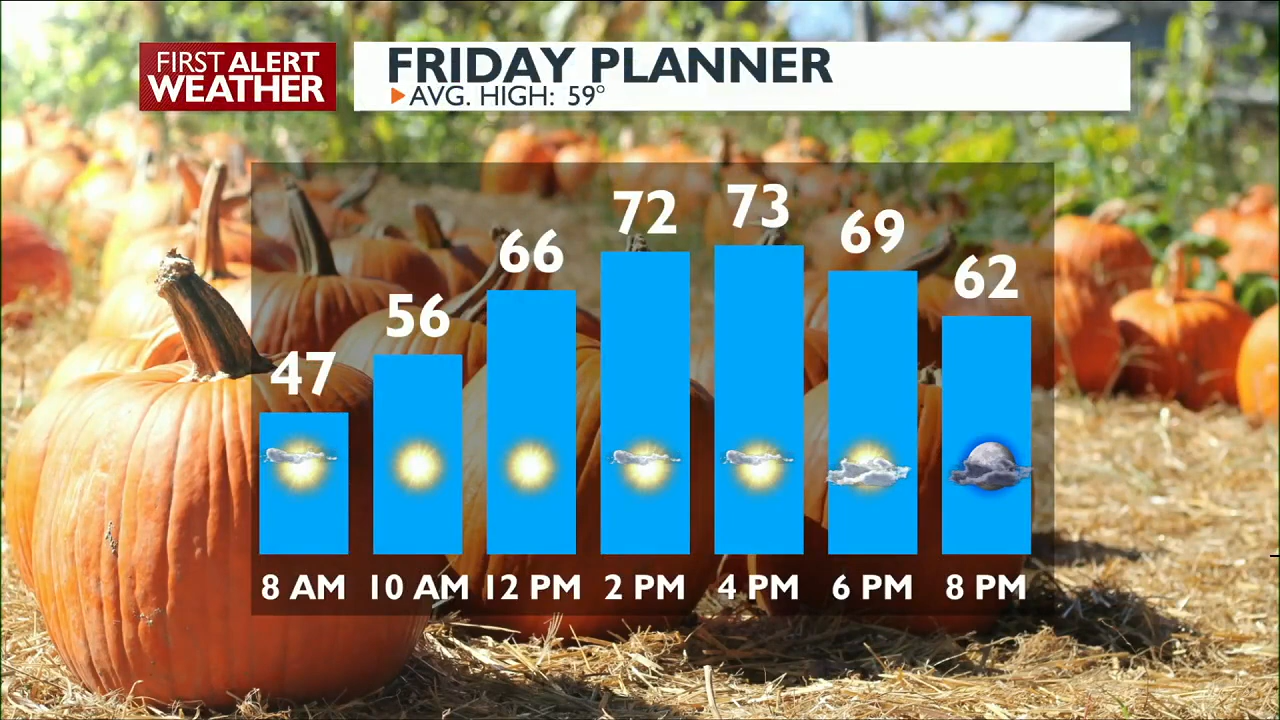 FIRST ALERT
WEATHER
FRIDAY PLANNER
AVG. HIGH: 59°
47
56
66
72
73
69
62
8 AM
10 AM
12 PM
2 PM
4 PM
6 PM
8 PM